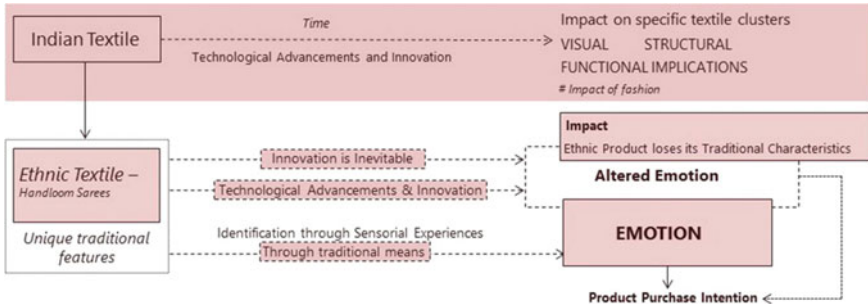 Time
Indian Textile
Technological Advancements and Innovation
Impact on specific textile clusters
VISUAL STRUCTURAL
FUNCTIONAL IMPLICATIONS
# Impact of fashion
Impact
Ethnic Product loses its Traditional Characteristics
Innovation is Inevitable
Ethnic Textile –
Handloom Sarees
Technological Advancements & Innovation
Altered Emotion
Unique traditional
features
Identification through Sensorial Experiences
Through traditional means
EMOTION
Product Purchase Intention